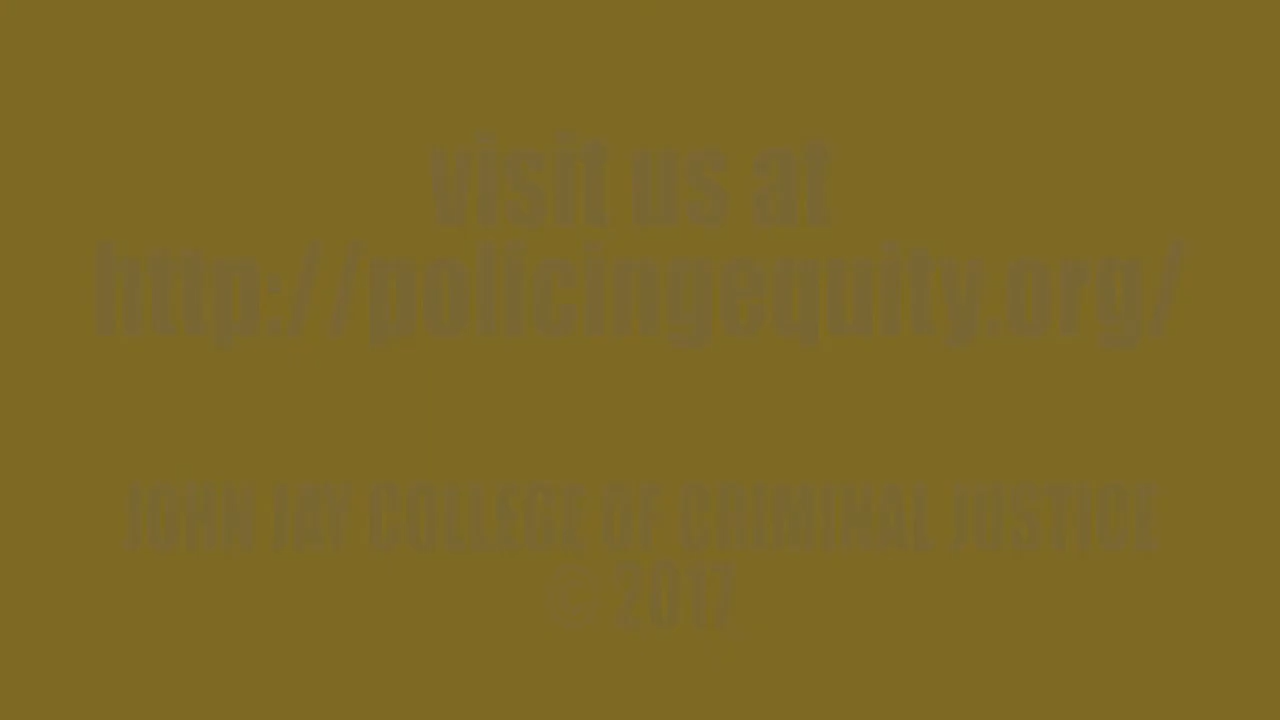 visit us at
http://policingequity.org/
JOHN JAY COLLEGE OF CRIMINAL JUSTICE
© 2017